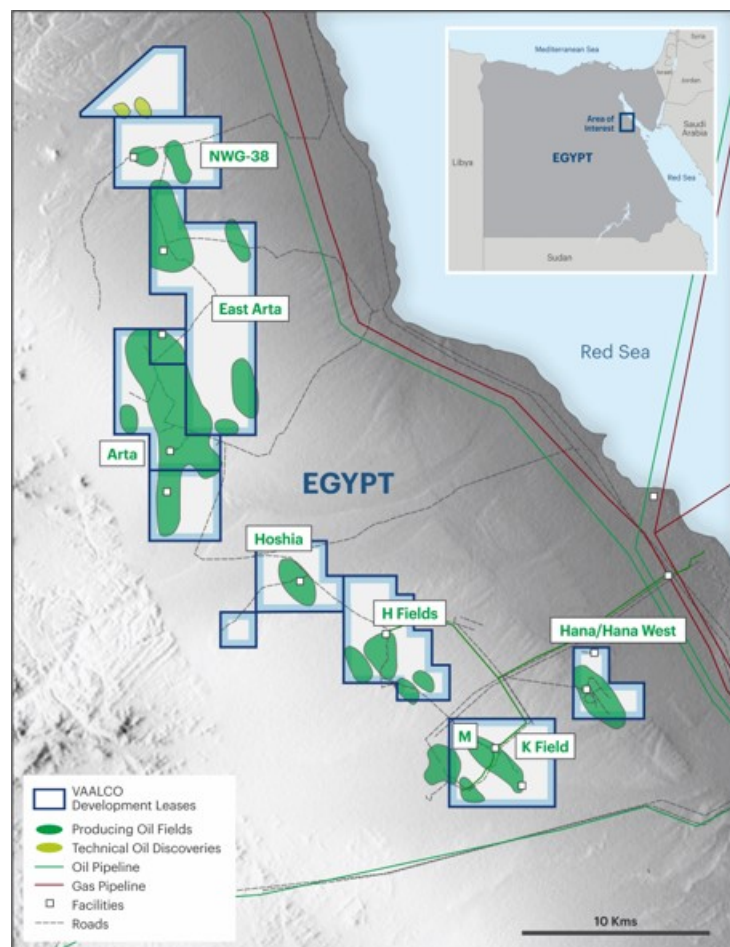 Mediterranean Sea
Syria
Israel
Jordan
Saudi
Arabia
Area of
Interest
Libya
EGYPT
Red
Sea
Sudan
NWG-38
East Arta
Red Sea
Arta
EGYPT
Hoshia
H Fields
Hana/Hana West
M
K Field
VAALCO
Development Leases
Producing Oil Fields
Technical Oil Discoveries
Oil Pipeline
Gas Pipeline
Facilities
Roads
10 Kms